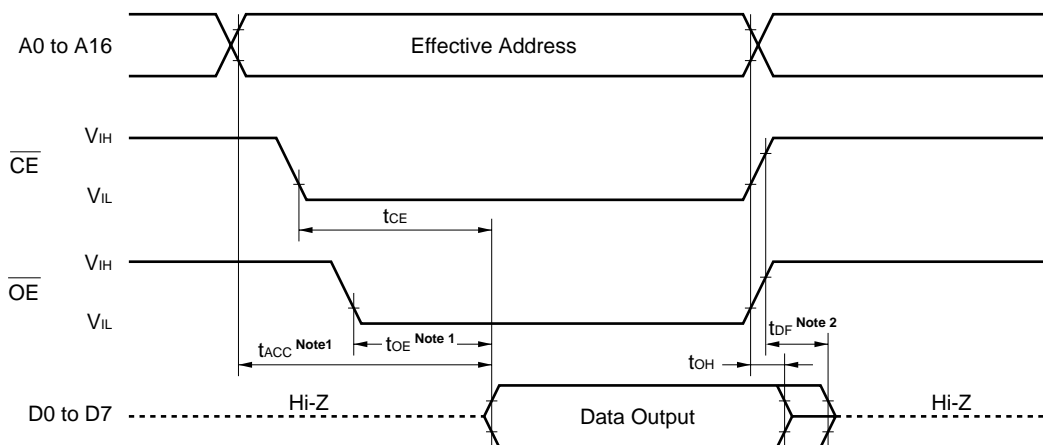 A0 to A16
Effective Address
VIH
CE
VIL
tCE
VIH
OE
VIL
tACC Note1
tOE Note 1
tDF Note 2
tOH
D0 to D7
Hi-Z
Data Output
Hi-Z